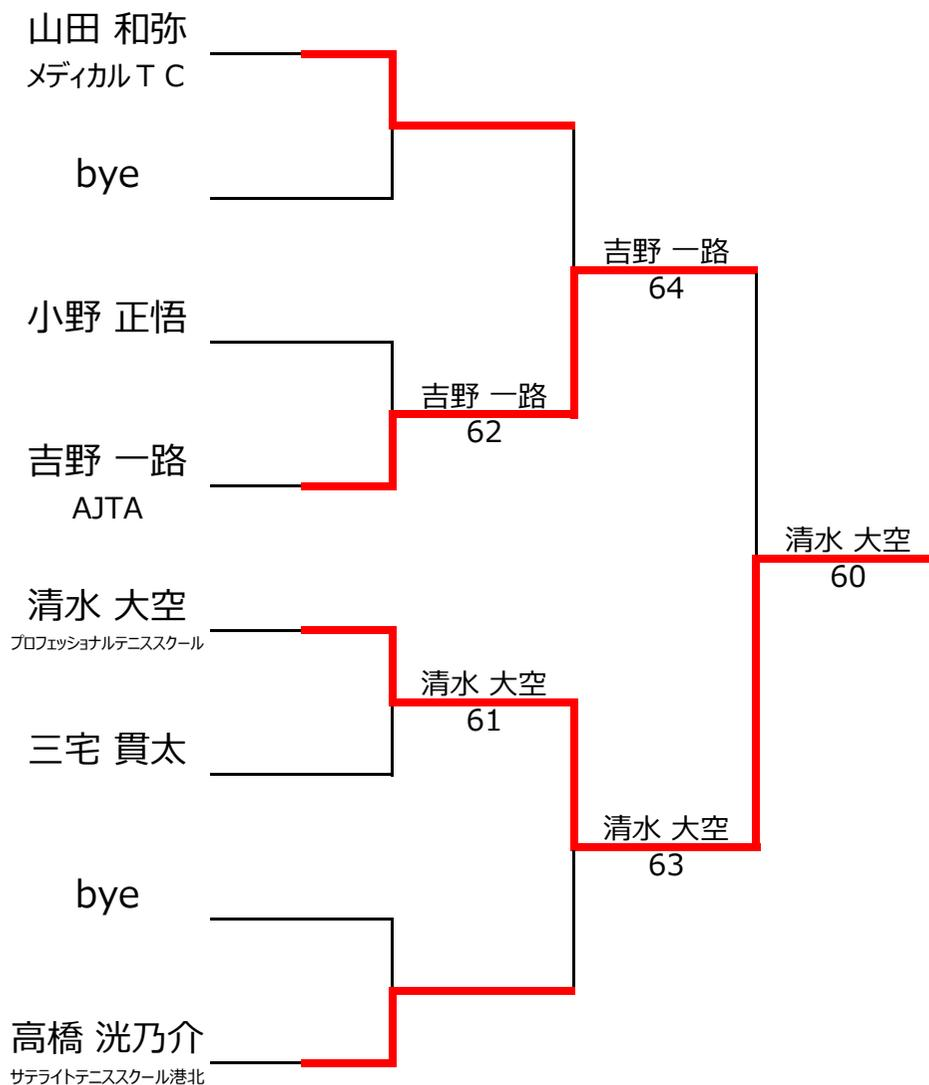 山田 和弥
メディカルＴＣ
bye
小野 正悟
吉野 一路
AJTA
清水 大空
プロフェッショナルテニススクール
三宅 貫太
bye
高橋 洸乃介
サテライトテニススクール港北
吉野 一路
62
清水 大空
61
吉野 一路
64
清水 大空
63
清水 大空
60